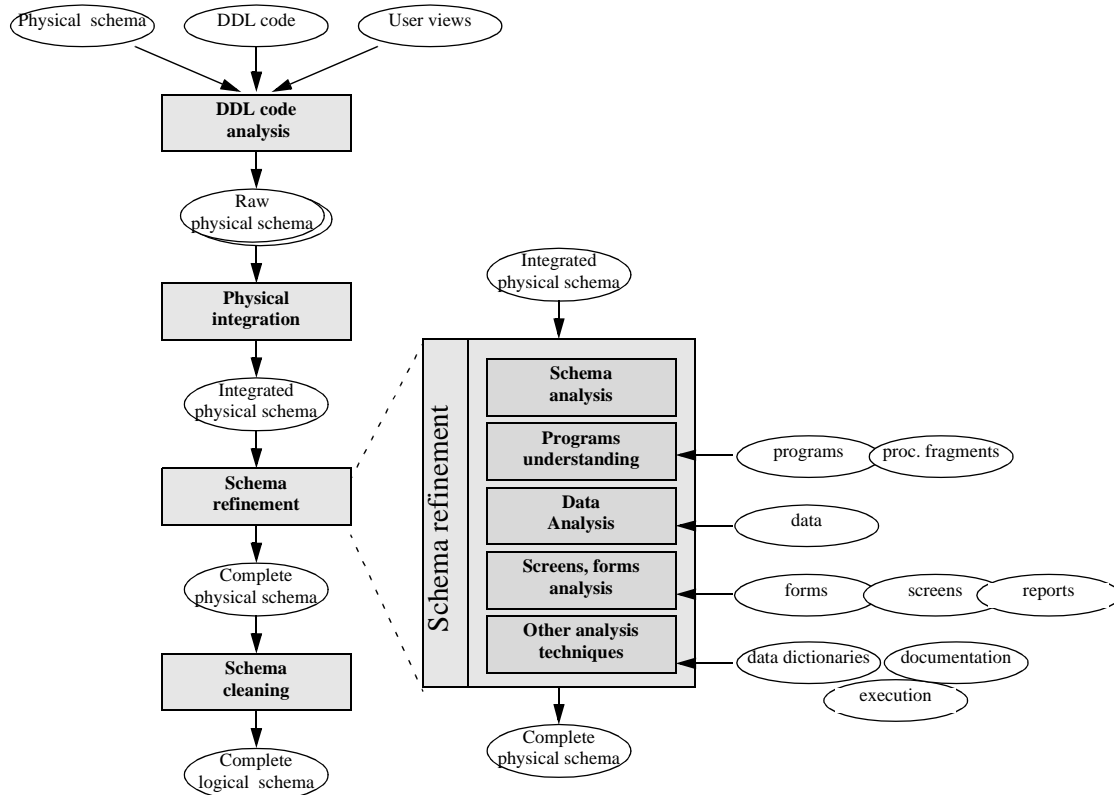 Physical schema
DDL code
User views
DDL code
analysis
Raw
physical schema
Physical
integration
Integrated
physical schema
Schema
refinement
Complete
physical schema
Schema
cleaning
Complete
logical schema
Integrated
physical schema
Schema refinement
Schema
analysis
Programs
understanding
programs
proc. fragments
Data
Analysis
data
Screens, forms
analysis
forms
screens
reports
Other analysis
techniques
data dictionaries
documentation
execution
Complete
physical schema